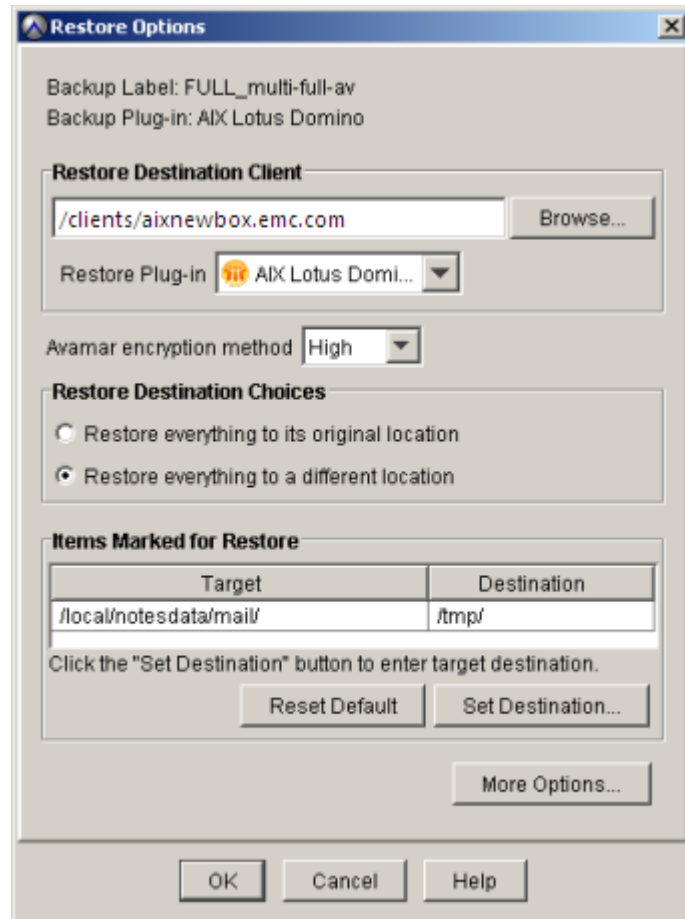 Restore Options
Backup Label: FULL_multi-full-av
Backup Plug-in: AIX Lotus Domino
Restore Destination Client
/clients/aixnewbox.emc.com Browse...
Restore Plug-in AIX Lotus Domi...
Avamar encryption method High
Restore Destination Choices
Restore everything to its original location
Restore everything to a different location
Items Marked for Restore
Target Destination
/local/notesdata/mail/ /tmp/
Click the "Set Destination" button to enter target destination.
Reset Default Set Destination...
More Options...
OK Cancel Help